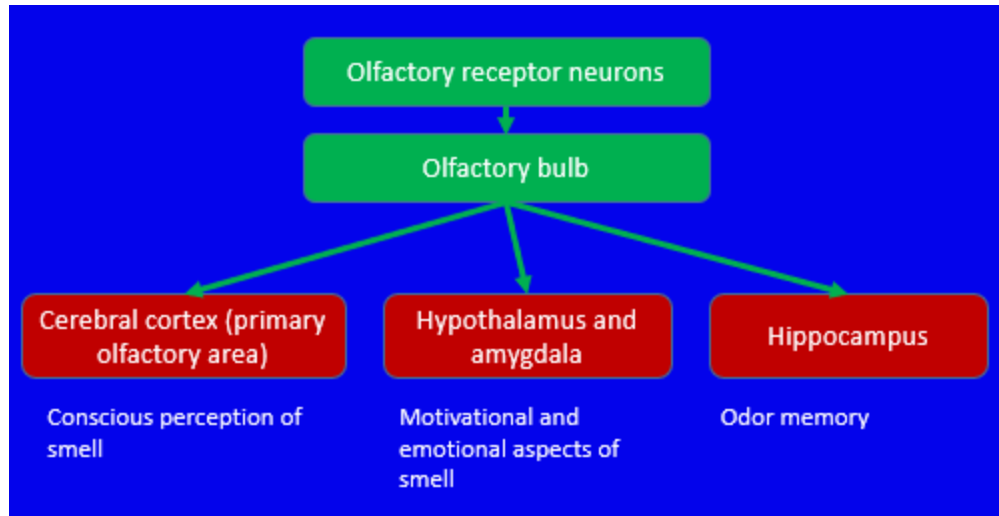 Olfactory receptor neurons
Olfactory bulb
Cerebral cortex (primary
olfactory area)
Hypothalamus and
amygdala
Hippocampus
Conscious perception of
smell
Motivational and
emotional aspects of
smell
Odor memory